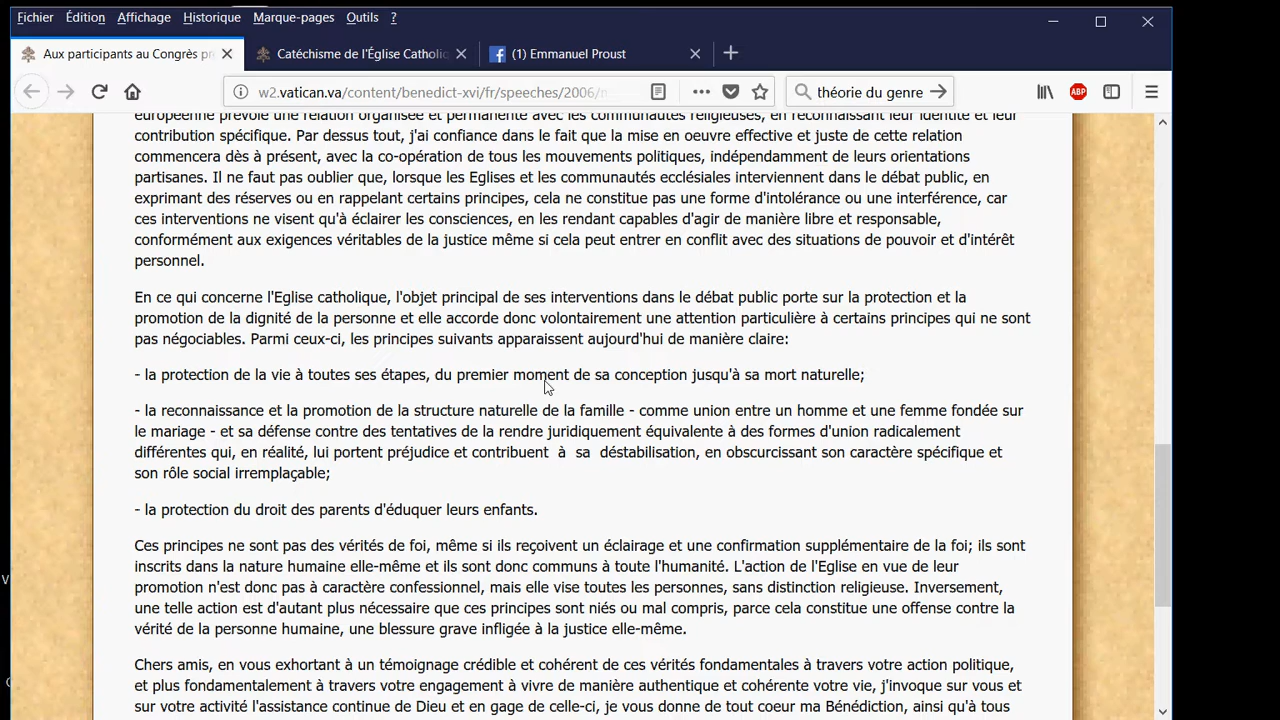 Fichier Édition Affichage Historique Marque-pages Outils ?
Aux participants au Congrès pr
Catéchisme de l'Église Catholiq
(1) Emmanuel Proust
w2.vatican.va/content/benedict-xvi/fr/speeches/2006/
théorie du genre
ABP
européenne prévoie une relation organisée et permanente avec les communautés religieuses, en reconnaissant leur identité et leur
contribution spécifique. Par dessus tout, j'ai confiance dans le fait que la mise en oeuvre effective et juste de cette relation
commencera dès à présent, avec la co-opération de tous les mouvements politiques, indépendamment de leurs orientations
partisanes. Il ne faut pas oublier que, lorsque les Eglises et les communautés ecclésiales interviennent dans le débat public, en
exprimant des réserves ou en rappelant certains principes, cela ne constitue pas une forme d'intolérance ou une interférence, car
ces interventions ne visent qu'à éclairer les consciences, en les rendant capables d'agir de manière libre et responsable,
conformément aux exigences véritables de la justice même si cela peut entrer en conflit avec des situations de pouvoir et d'intérêt
personnel.
En ce qui concerne l'Eglise catholique, l'objet principal de ses interventions dans le débat public porte sur la protection et la
promotion de la dignité de la personne et elle accorde donc volontairement une attention particulière à certains principes qui ne sont
pas négociables. Parmi ceux-ci, les principes suivants apparaissent aujourd'hui de manière claire:
- la protection de la vie à toutes ses étapes, du premier moment de sa conception jusqu'à sa mort naturelle;
- la reconnaissance et la promotion de la structure naturelle de la famille - comme union entre un homme et une femme fondée sur
le mariage - et sa défense contre des tentatives de la rendre juridiquement équivalente à des formes d'union radicalement
différentes qui, en réalité, lui portent préjudice et contribuent à sa déstabilisation, en obscurcissant son caractère spécifique et
son rôle social irremplaçable;
- la protection du droit des parents d'éduquer leurs enfants.
Ces principes ne sont pas des vérités de foi, même si ils reçoivent un éclairage et une confirmation supplémentaire de la foi; ils sont
inscrits dans la nature humaine elle-même et ils sont donc communs à toute l'humanité. L'action de l'Eglise en vue de leur
promotion n'est donc pas à caractère confessionnel, mais elle vise toutes les personnes, sans distinction religieuse. Inversement,
une telle action est d'autant plus nécessaire que ces principes sont niés ou mal compris, parce cela constitue une offense contre la
vérité de la personne humaine, une blessure grave infligée à la justice elle-même.
Chers amis, en vous exhortant à un témoignage crédible et cohérent de ces vérités fondamentales à travers votre action politique,
et plus fondamentalement à travers votre engagement à vivre de manière authentique et cohérente votre vie, j'invoque sur vous et
sur votre activité l'assistance continue de Dieu et en gage de celle-ci, je vous donne de tout coeur ma Bénédiction, ainsi qu'à tous